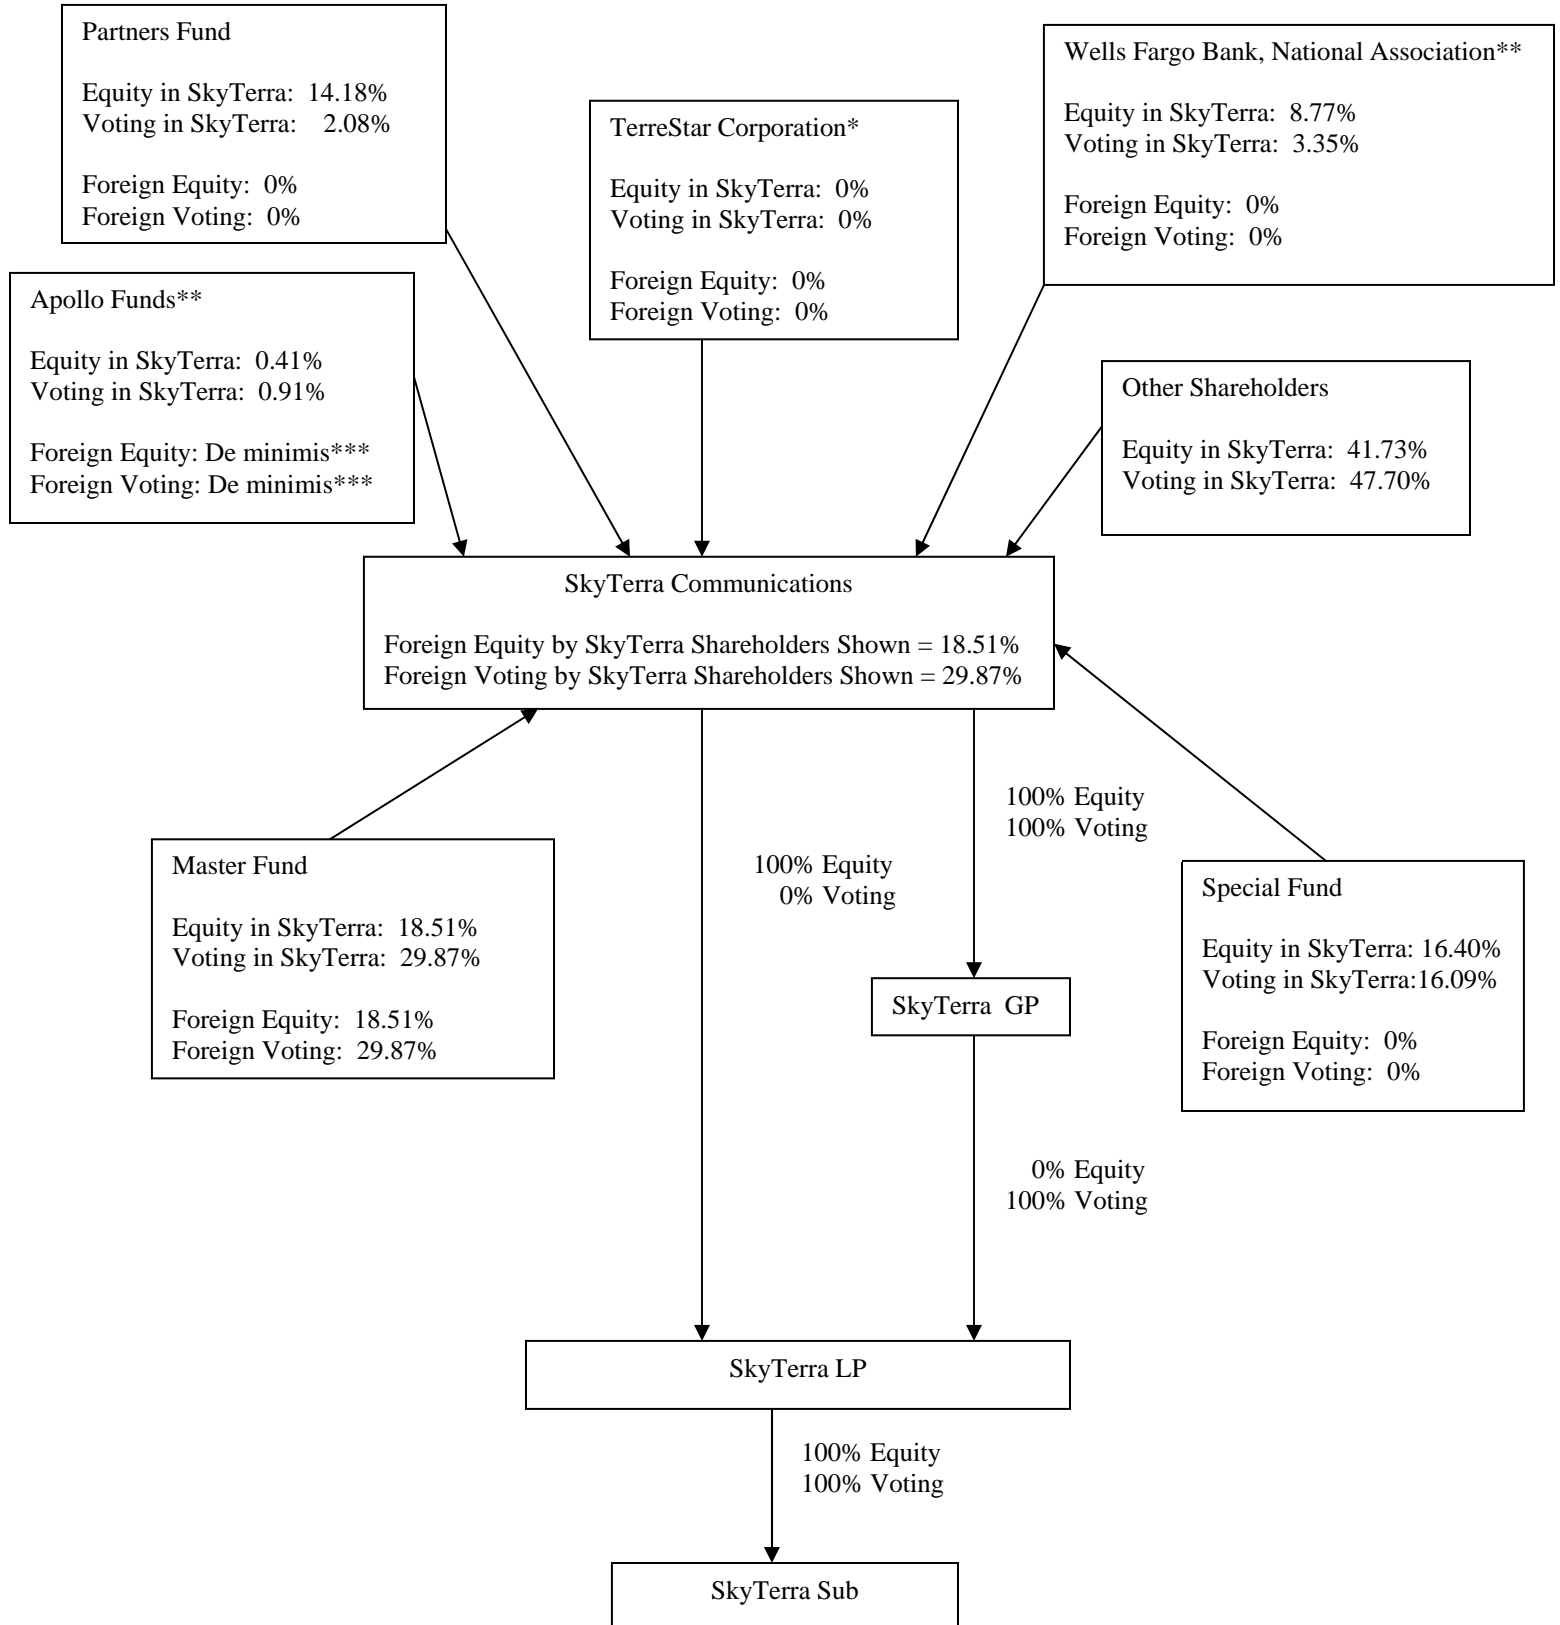 Partners Fund
Equity in SkyTerra: 14.18%
Voting in SkyTerra: 2.08%
Foreign Equity: 0%
Foreign Voting: 0%
TerreStar Corporation*
Equity in SkyTerra: 0%
Voting in SkyTerra: 0%
Foreign Equity: 0%
Foreign Voting: 0%
Wells Fargo Bank, National Association**
Equity in SkyTerra: 8.77%
Voting in SkyTerra: 3.35%
Foreign Equity: 0%
Foreign Voting: 0%
Apollo Funds**
Equity in SkyTerra: 0.41%
Voting in SkyTerra: 0.91%
Foreign Equity: De minimis***
Foreign Voting: De minimis***
Other Shareholders
Equity in SkyTerra: 41.73%
Voting in SkyTerra: 47.70%
SkyTerra Communications
Foreign Equity by SkyTerra Shareholders Shown = 18.51%
Foreign Voting by SkyTerra Shareholders Shown = 29.87%
100% Equity
100% Voting
100% Equity
0% Voting
Master Fund
Equity in SkyTerra: 18.51%
Voting in SkyTerra: 29.87%
Foreign Equity: 18.51%
Foreign Voting: 29.87%
Special Fund
Equity in SkyTerra: 16.40%
Voting in SkyTerra:16.09%
Foreign Equity: 0%
Foreign Voting: 0%
SkyTerra GP
0% Equity
100% Voting
SkyTerra LP
100% Equity
100% Voting
SkyTerra Sub